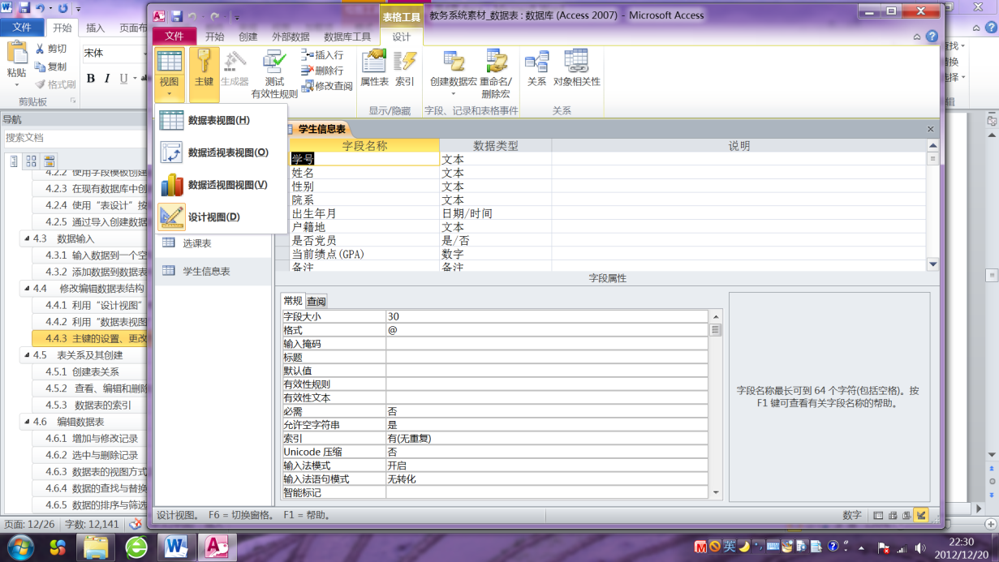 表格工具
教务系统素材_数据表 : 数据库 (Access 2007) - Microsoft Access
文件 开始 插入 页面布
文件 开始 创建 外部数据 数据库工具 设计
粘贴 剪切 复制 格式刷
宋体
B I U
剪贴板
视图 主键 生成器 测试有效性规则
插入行
删除行
修改查阅
属性表 索引
显示/隐藏
创建数据宏 重命名/删除宏
字段、记录和表格事件
关系 对象相关性
关系
数据表视图(H)
数据透视表视图(O)
数据透视图视图(V)
设计视图(D)
选课表
学生信息表
导航
搜索文档
4.2.2 使用字段模板创建
4.2.3 在现有数据库中创
4.2.4 使用“表设计”按
4.2.5 通过导入创建数据
4.3 数据输入
4.3.1 输入数据到一个空
4.3.2 添加数据到数据表
4.4 修改编辑数据表结构
4.4.1 利用“设计视图”
4.4.2 利用“数据表视图
4.4.3 主键的设置、更改
4.5 表关系及其创建
4.5.1 创建表关系
4.5.2 查看、编辑和删除
4.5.3 数据表的索引
4.6 编辑数据表
4.6.1 增加与修改记录
4.6.2 选中与删除记录
4.6.3 数据表的视图方式
4.6.4 数据的查找与替换
4.6.5 数据的排序与筛选
页面: 12/26 字数: 12,141
学生信息表
字段名称 数据类型 说明
学号 文本
姓名 文本
性别 文本
院系 文本
出生年月 日期/时间
户籍地 文本
是否党员 是/否
当前绩点(GPA) 数字
备注 备注
字段属性
常规 查阅
字段大小 30
格式 @
输入掩码
标题
默认值
有效性规则
有效性文本
必需 否
允许空字符串 是
索引 有(无重复)
Unicode 压缩 否
输入法模式 开启
输入法语句模式 无转化
智能标记
字段名称最长可到 64 个字符(包括空格)。按
F1 键可查看有关字段名称的帮助。
设计视图。 F6 = 切换窗格。 F1 = 帮助。
数字
英
22:30
2012/12/20